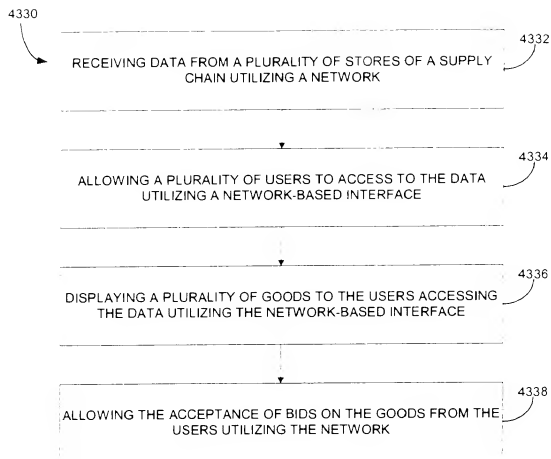 4330
4332
RECEIVING DATA FROM A PLURALITY OF STORES OF A SUPPLY
CHAIN UTILIZING A NETWORK
4334
ALLOWING A PLURALITY OF USERS TO ACCESS TO THE DATA
UTILIZING A NETWORK-BASED INTERFACE
4336
DISPLAYING A PLURALITY OF GOODS TO THE USERS ACCESSING
THE DATA UTILIZING THE NETWORK-BASED INTERFACE
4338
ALLOWING THE ACCEPTANCE OF BIDS ON THE GOODS FROM THE
USERS UTILIZING THE NETWORK